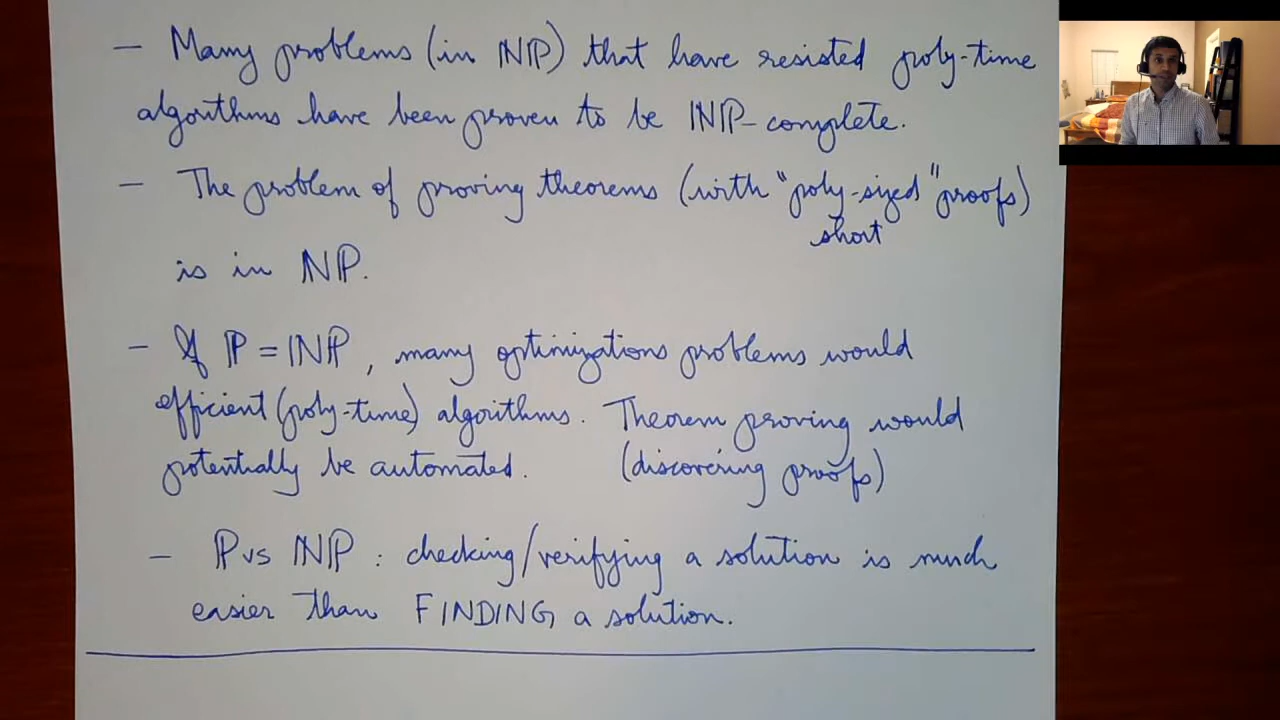 - Many problems (in NP) that have resisted poly-time
algorithms have been proven to be NP-complete.
- The problem of proving theorems (with "poly-sized" proofs)
short
is in NP.
- If P = NP, many optimizations problems would
efficient (poly-time) algorithms. Theorem proving would
potentially be automated. (discovering proofs)
- P vs NP : checking/verifying a solution is much
easier than FINDING a solution.